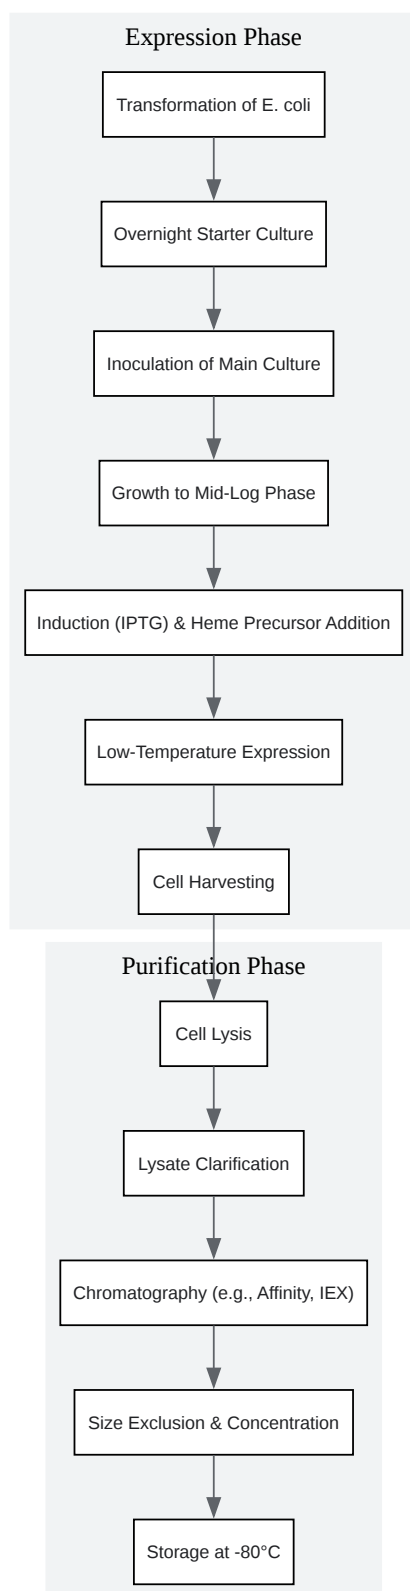 Expression Phase
Transformation of E. coli
Overnight Starter Culture
Inoculation of Main Culture
Growth to Mid-Log Phase
Induction (IPTG) & Heme Precursor Addition
Low-Temperature Expression
Cell Harvesting
Purification Phase
Cell Lysis
Lysate Clarification
Chromatography (e.g., Affinity, IEX)
Size Exclusion & Concentration
Storage at -80°C